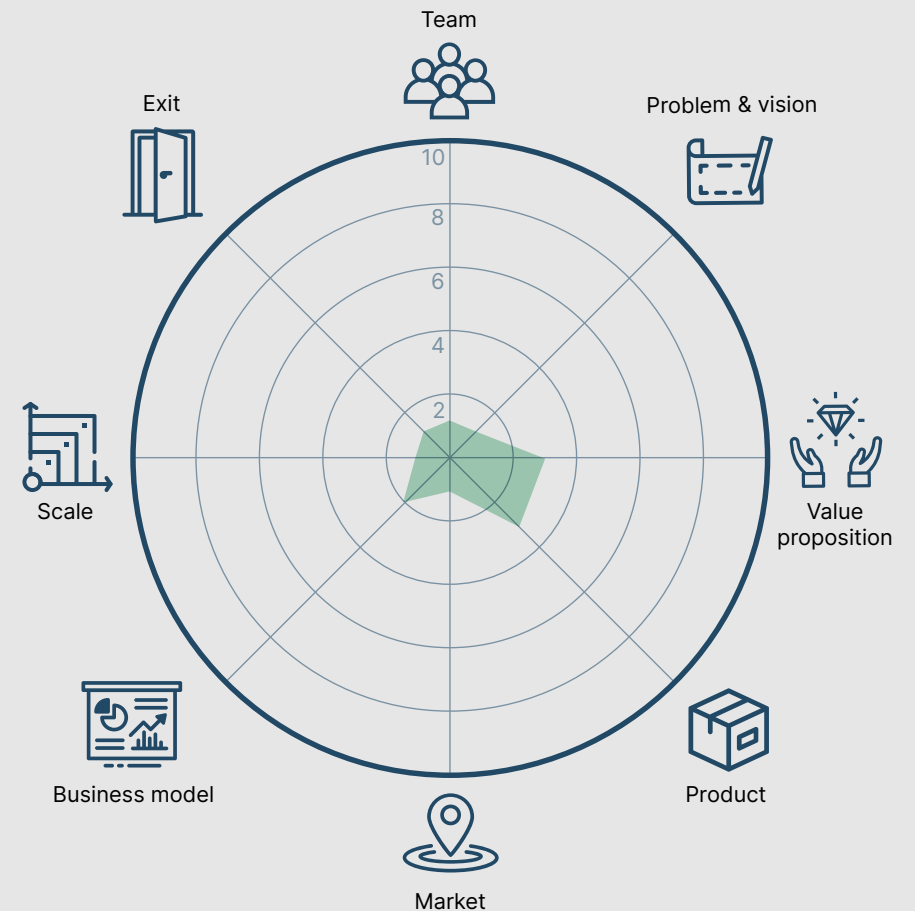 Team
Exit
Problem & vision
10
8
6
4
2
Scale
Value
proposition
Business model
Product
Market